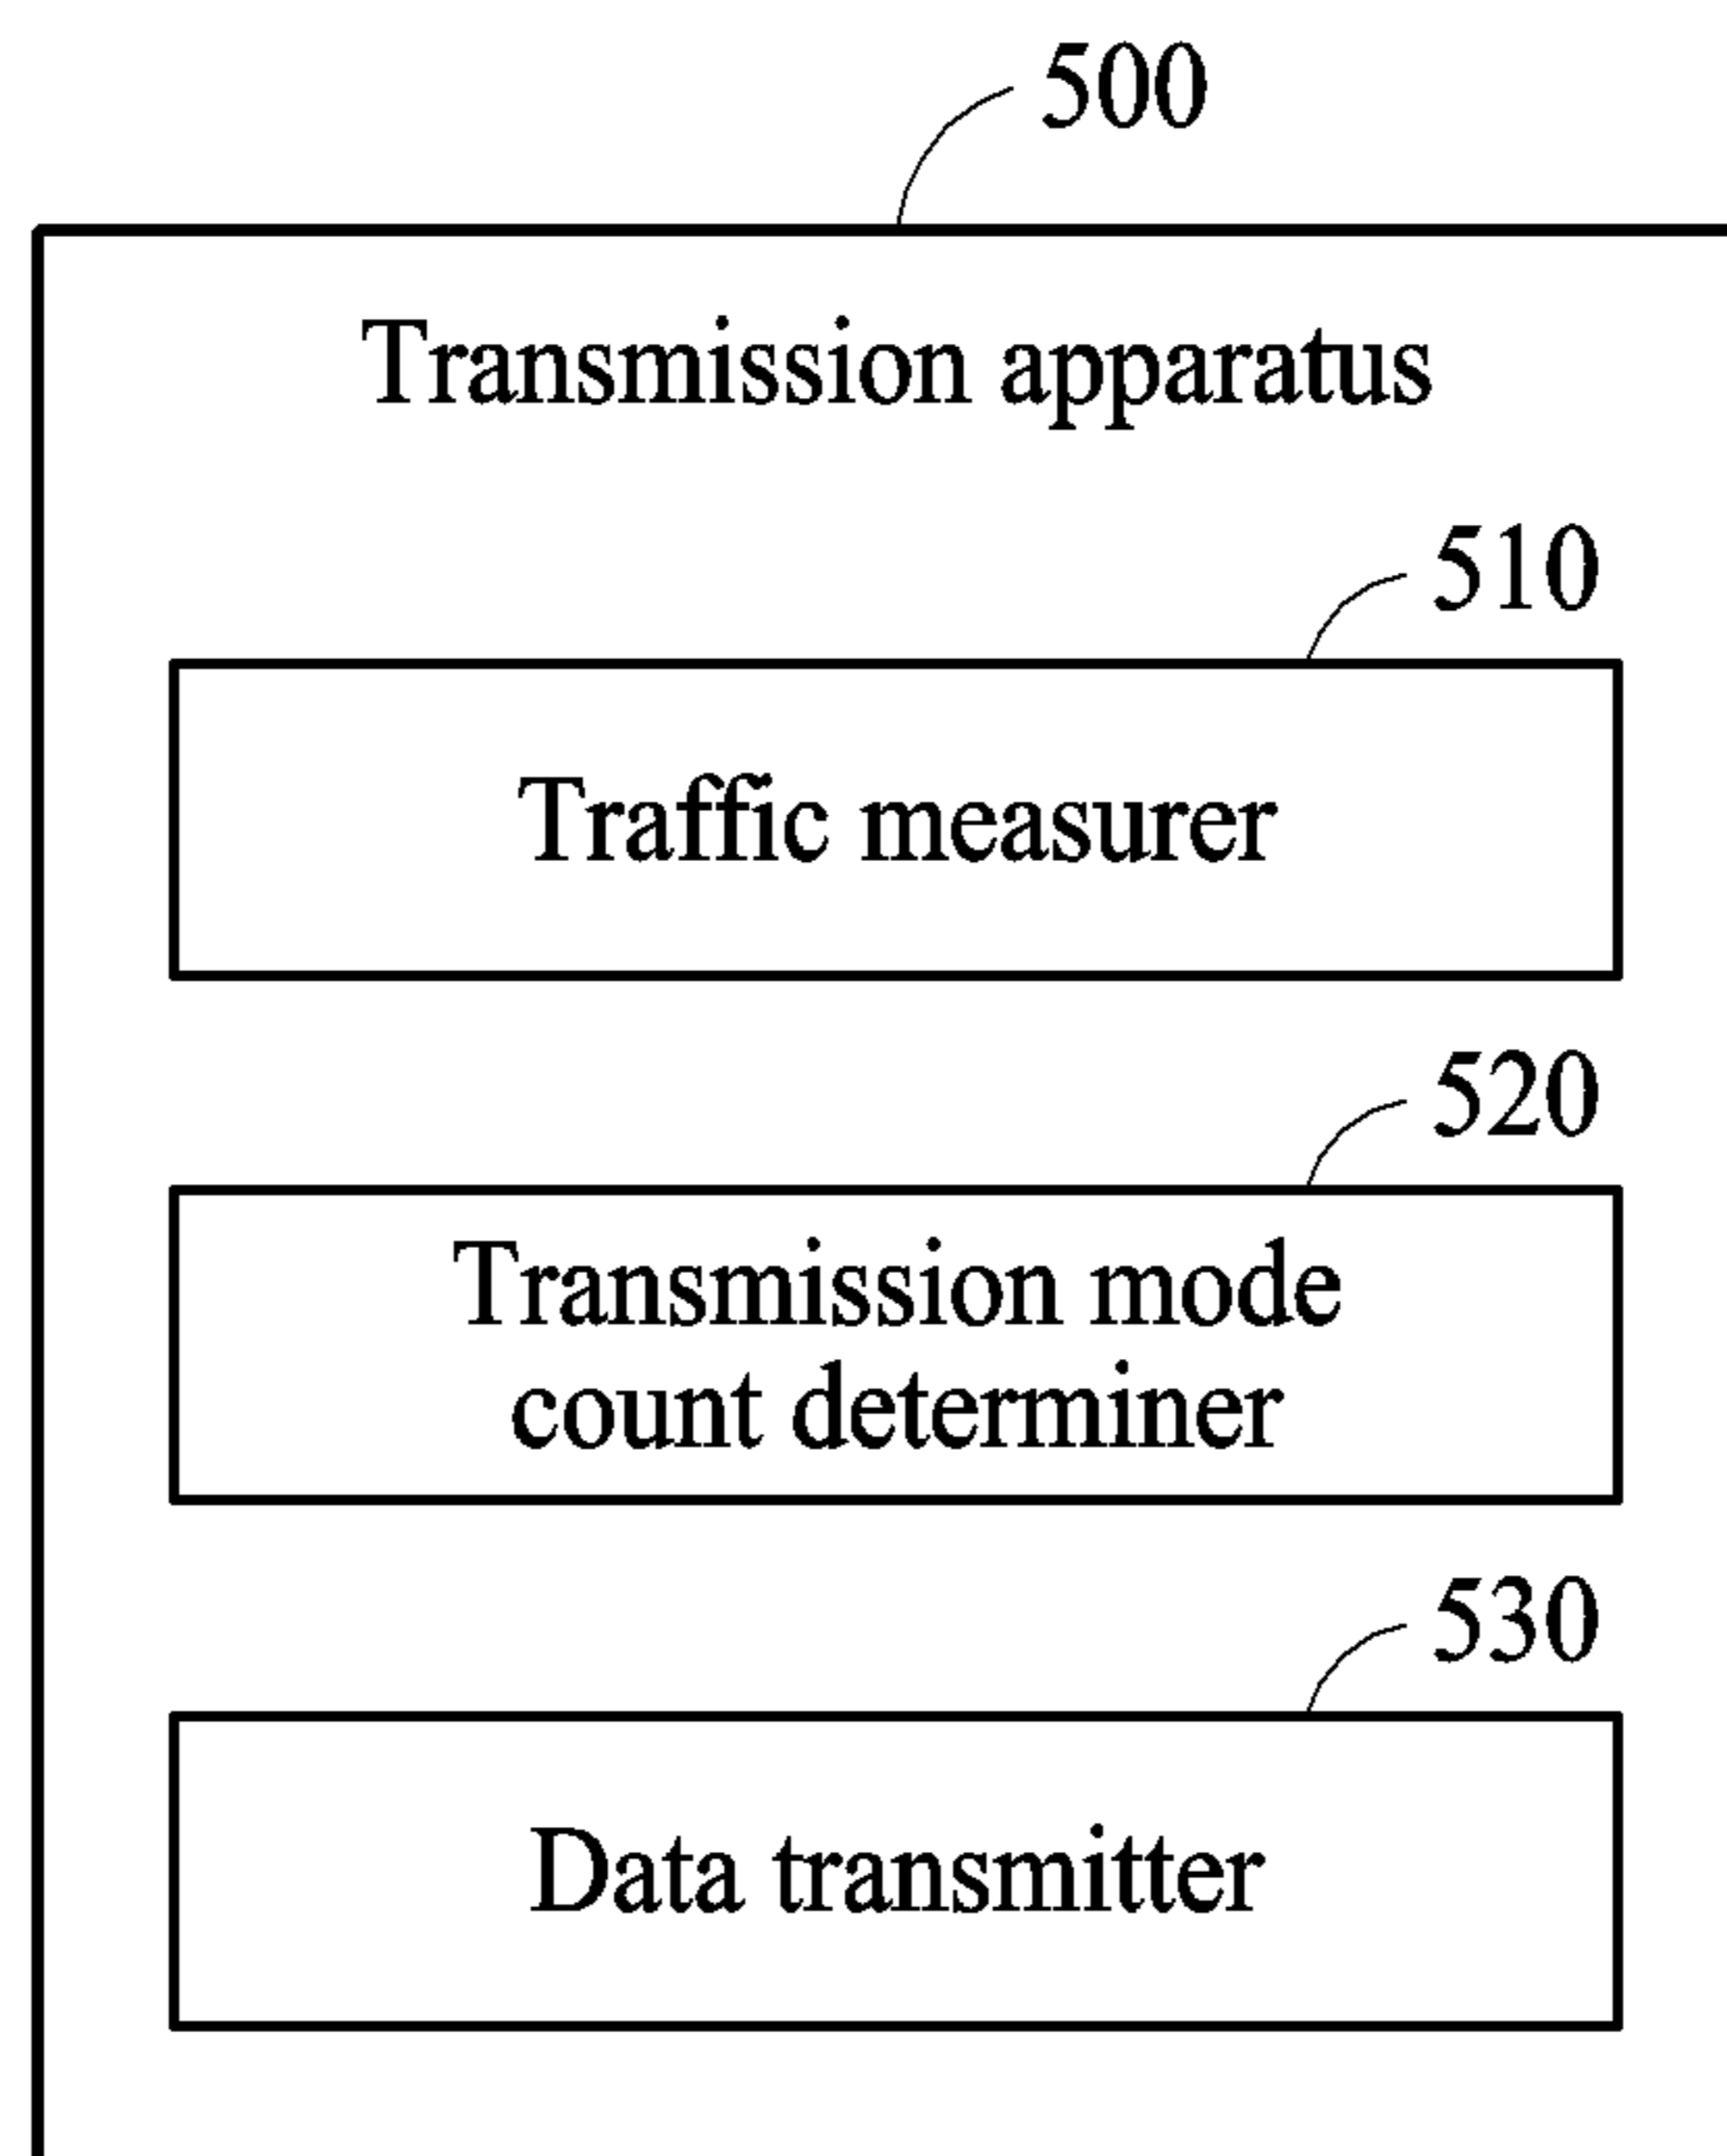 500
Transmission apparatus
510
Traffic measurer
520
Transmission mode
count determiner
530
Data transmitter